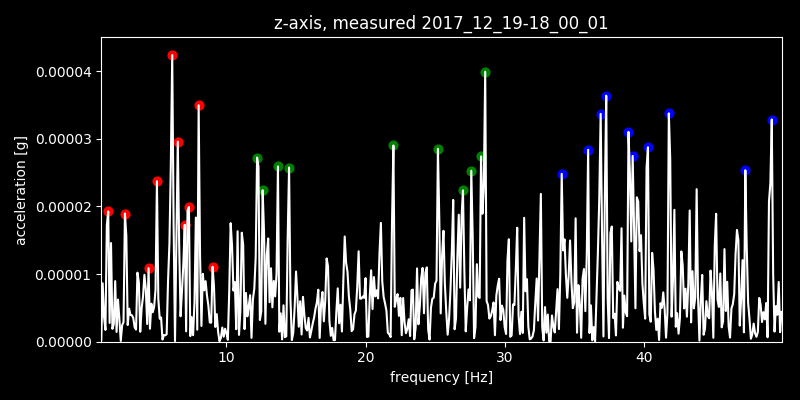 z-axis, measured 2017_12_19-18_00_01
acceleration [g]
0.00004
0.00003
0.00002
0.00001
0.00000
10 20 30 40
frequency [Hz]